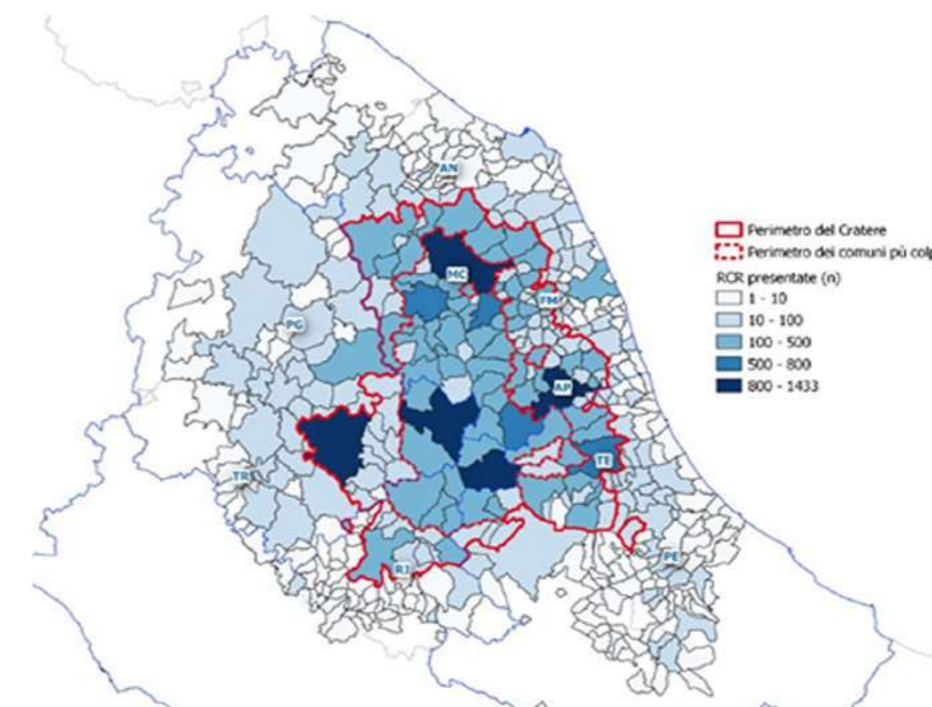 AN
Perimetro del Cratere
Perimetro dei comuni pù colp
MC
RCR presentate (n)
1 - 10
FM
10 - 100
PG
100 - 500
500 - 800
800 - 1433
AP
TE
TR
PE
RI